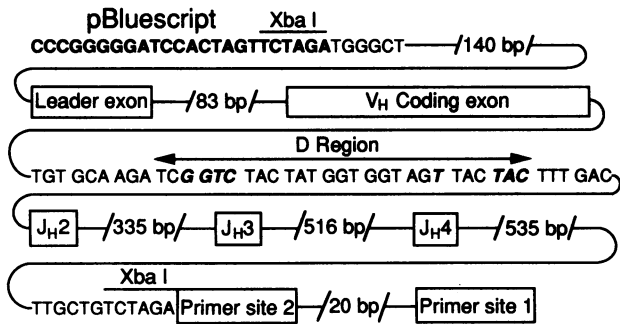 pBluescript
Xba I
CCCGGGGGATCCACTAGTTCTAGATGGGCT 140 bp
Leader exon 83 bp VH Coding exon
D Region
TGT GCA AGA TCG GGTC TAC TAT GGT GGT AGT TAC TAC TTT GAC
JH2 335 bp JH3 516 bp JH4 535 bp
Xba I
TTGCTGTCTAGA Primer site 2 20 bp Primer site 1